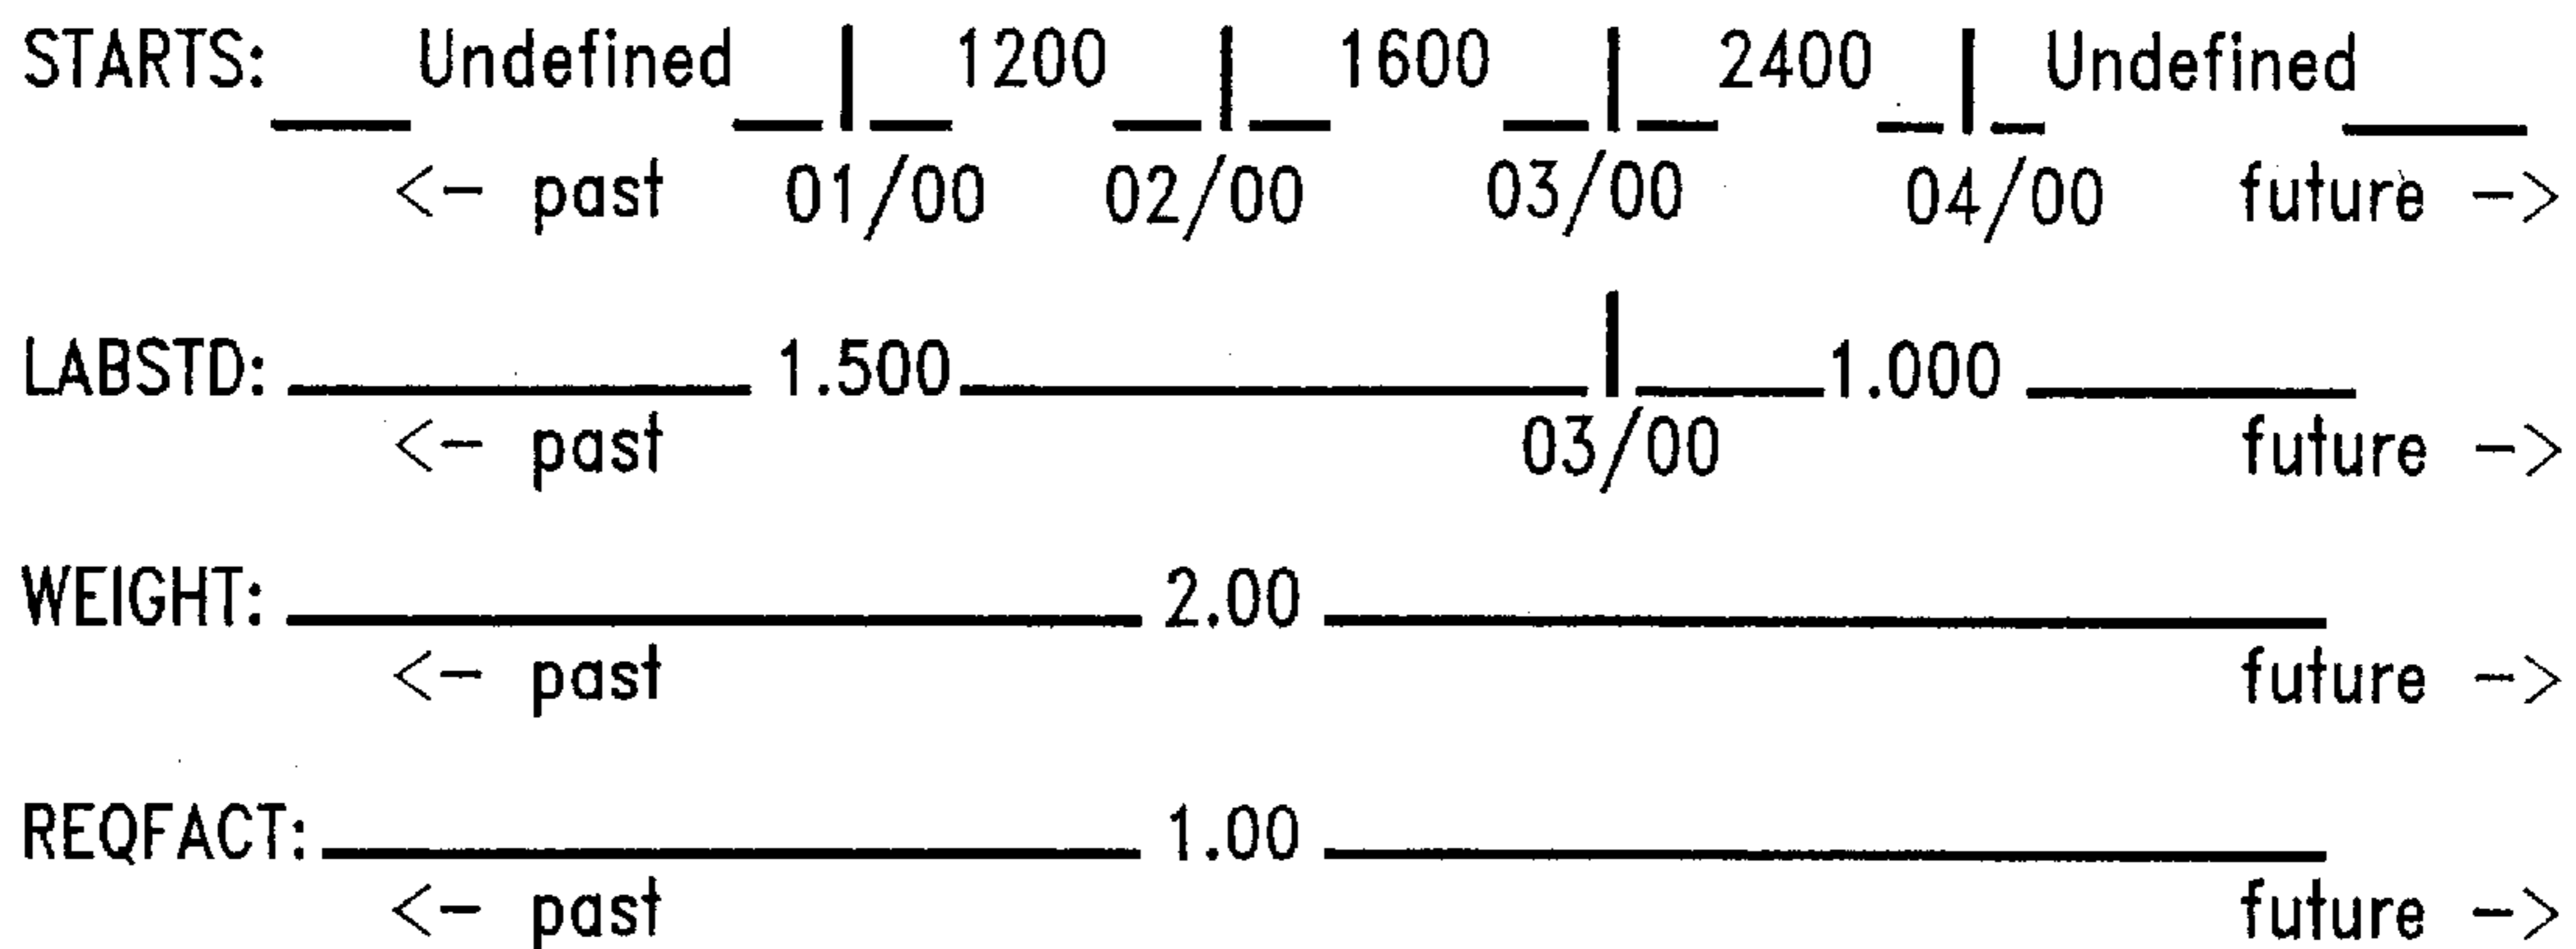 STARTS: Undefined | 1200 | 1600 | 2400 | Undefined
<- past 01/00 02/00 03/00 04/00 future ->
LABSTD: 1.500 | 1.000
<- past 03/00 future ->
WEIGHT: 2.00
<- past future ->
REQFACT: 1.00
<- past future ->